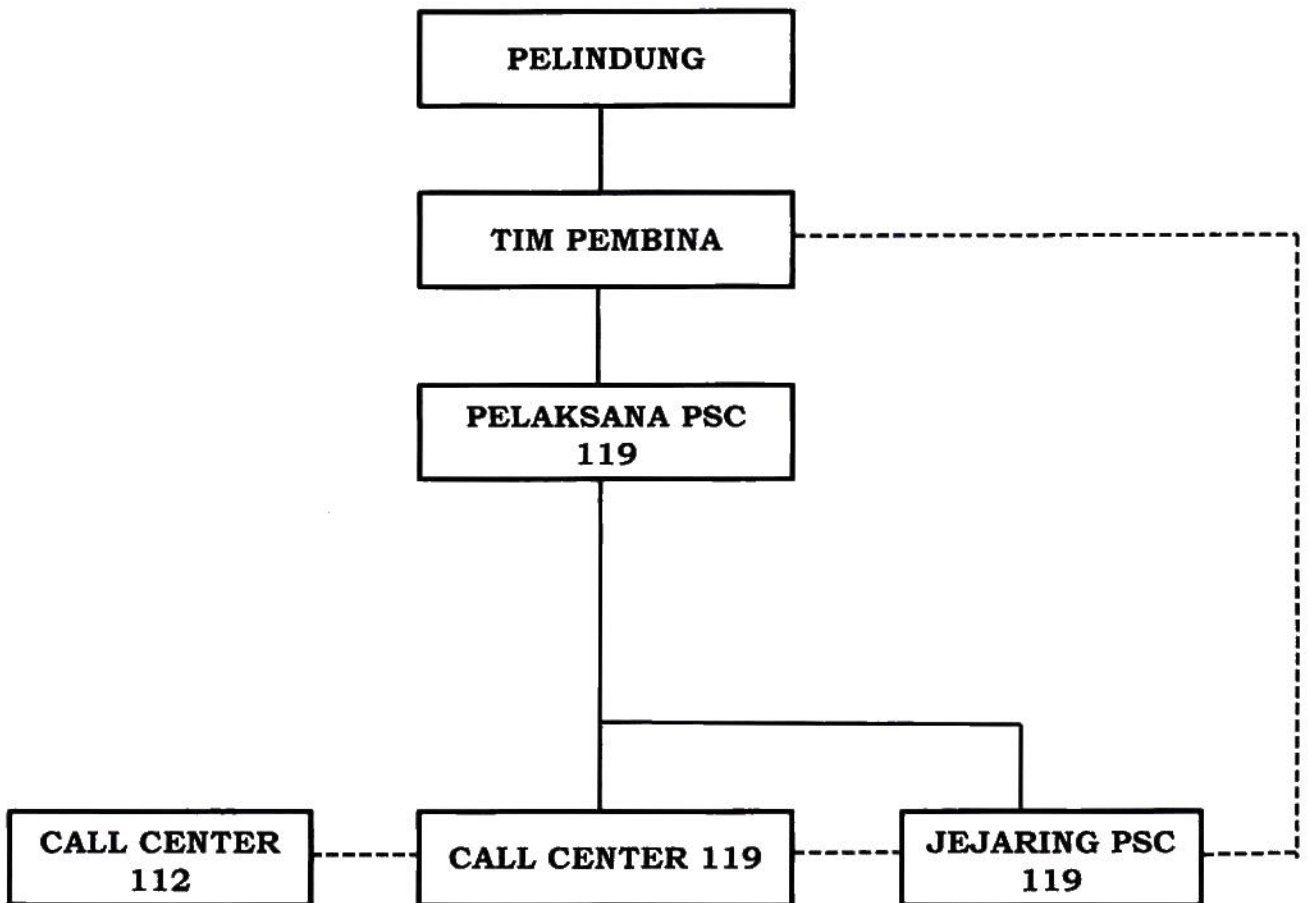 PELINDUNG
TIM PEMBINA
PELAKSANA PSC
119
CALL CENTER
112
CALL CENTER 119
JEJARING PSC
119